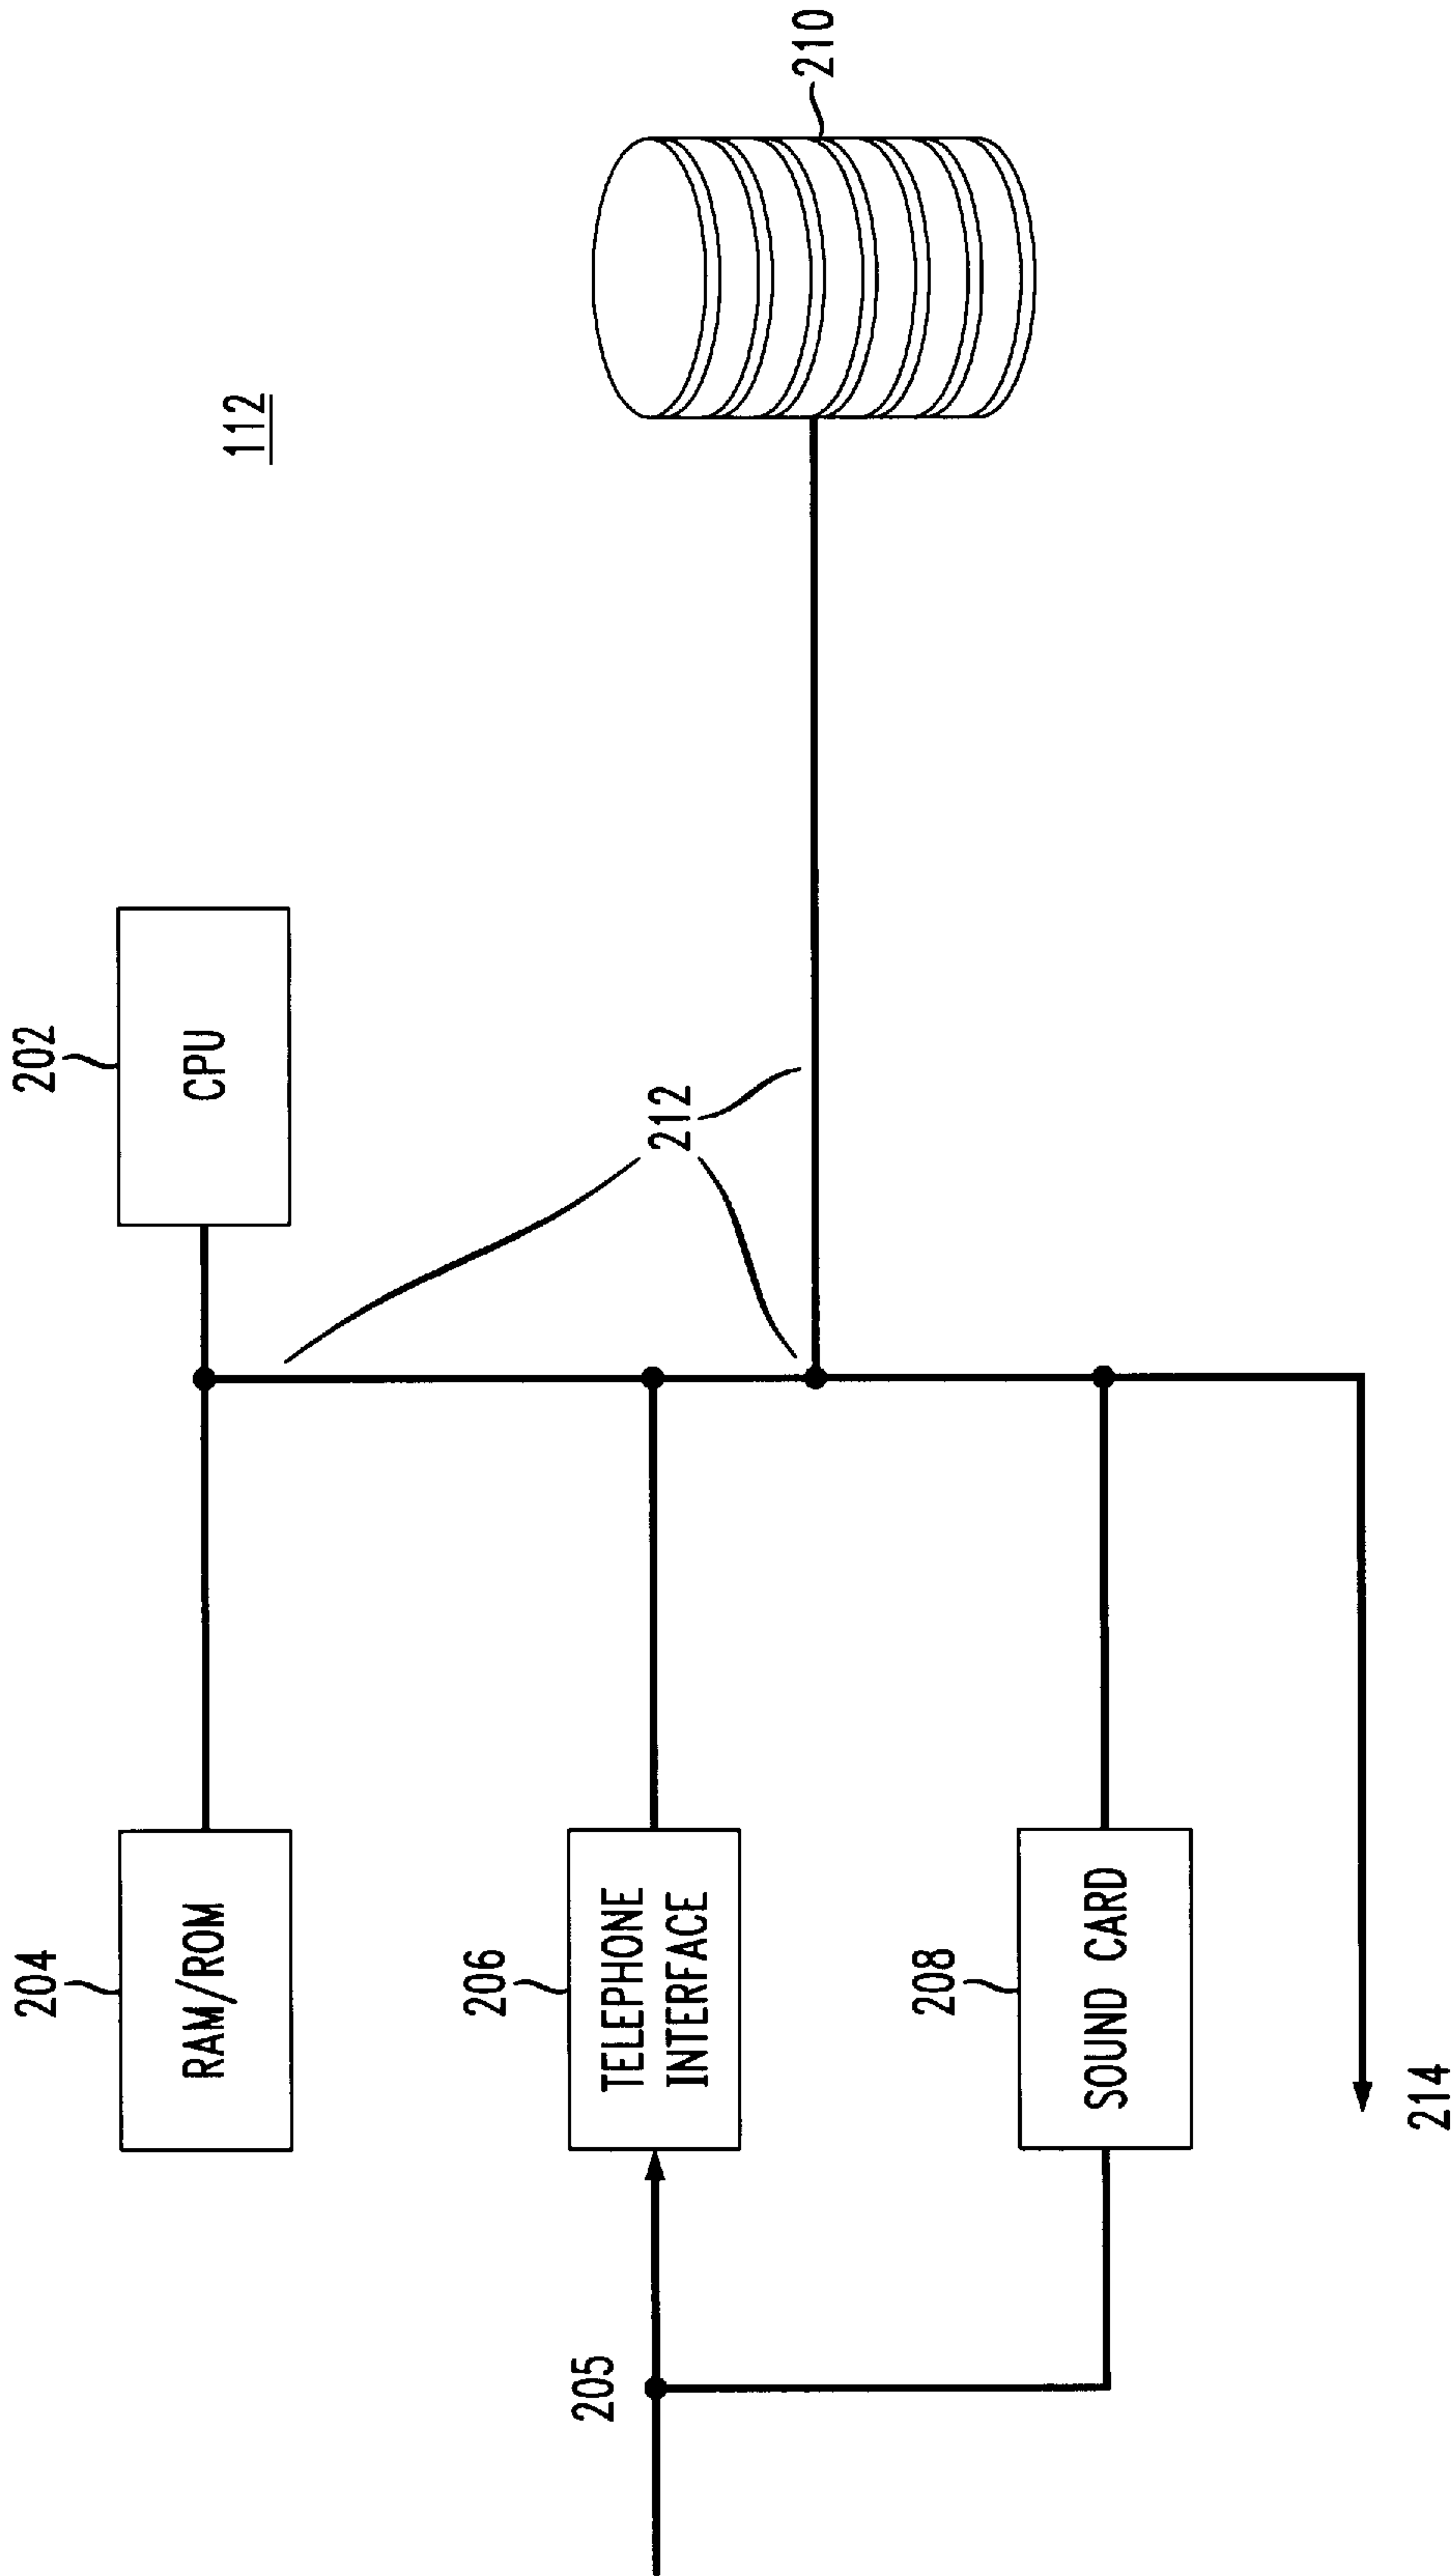 112
202
CPU
204
RAM/ROM
212
210
205
206
TELEPHONE
INTERFACE
208
SOUND CARD
214